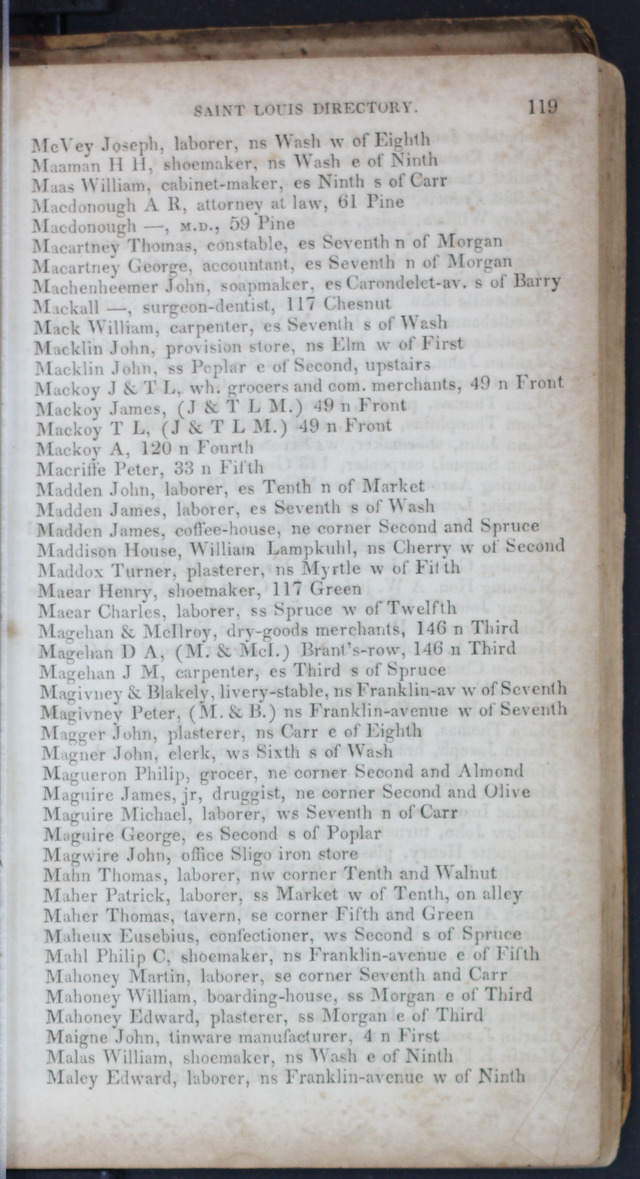 SAINT LOUIS DIRECTORY. 119
McVey Joseph, laborer, ns Wash w of Eighth
Maaman H H, shoemaker, ns Wash e of Ninth
Maas William, cabinet-maker, es Ninth s of Carr
Macdonough A R, attorney at law, 61 Pine
Macdonough —, M.D., 59 Pine
Macartney Thomas, constable, es Seventh n of Morgan
Macartney George, accountant, es Seventh n of Morgan
Machenheemer John, soapmaker, es Carondelet-av. s of Barry
Mackall —, surgeon-dentist, 117 Chesnut
Mack William, carpenter, es Seventh s of Wash
Macklin John, provision store, ns Elm w of First
Macklin John, ss Poplar e of Second, upstairs
Mackoy J & T L, wh. grocers and com. merchants, 49 n Front
Mackoy James, (J & T L M.) 49 n Front
Mackoy T L, (J & T L M.) 49 n Front
Mackoy A, 120 n Fourth
Macriffe Peter, 33 n Fifth
Madden John, laborer, es Tenth n of Market
Madden James, laborer, es Seventh s of Wash
Madden James, coffee-house, ne corner Second and Spruce
Maddison House, William Lampkuhl, ns Cherry w of Second
Maddox Turner, plasterer, ns Myrtle w of Fifth
Maear Henry, shoemaker, 117 Green
Maear Charles, laborer, ss Spruce w of Twelfth
Magehan & McIlroy, dry-goods merchants, 146 n Third
Magehan D A, (M. & McI.) Brant's-row, 146 n Third
Magehan J M, carpenter, es Third s of Spruce
Magivney & Blakely, livery-stable, ns Franklin-av w of Seventh
Magivney Peter, (M. & B.) ns Franklin-avenue w of Seventh
Magger John, plasterer, ns Carr e of Eighth
Magner John, clerk, ws Sixth s of Wash
Magueron Philip, grocer, ne corner Second and Almond
Maguire James, jr, druggist, ne corner Second and Olive
Maguire Michael, laborer, ws Seventh n of Carr
Maguire George, es Second s of Poplar
Magwire John, office Sligo iron store
Mahn Thomas, laborer, nw corner Tenth and Walnut
Maher Patrick, laborer, ss Market w of Tenth, on alley
Maher Thomas, tavern, se corner Fifth and Green
Maheux Eusebius, confectioner, ws Second s of Spruce
Mahl Philip C, shoemaker, ns Franklin-avenue e of Fifth
Mahoney Martin, laborer, se corner Seventh and Carr
Mahoney William, boarding-house, ss Morgan e of Third
Mahoney Edward, plasterer, ss Morgan e of Third
Maigne John, tinware manufacturer, 4 n First
Malas William, shoemaker, ns Wash e of Ninth
Maley Edward, laborer, ns Franklin-avenue w of Ninth